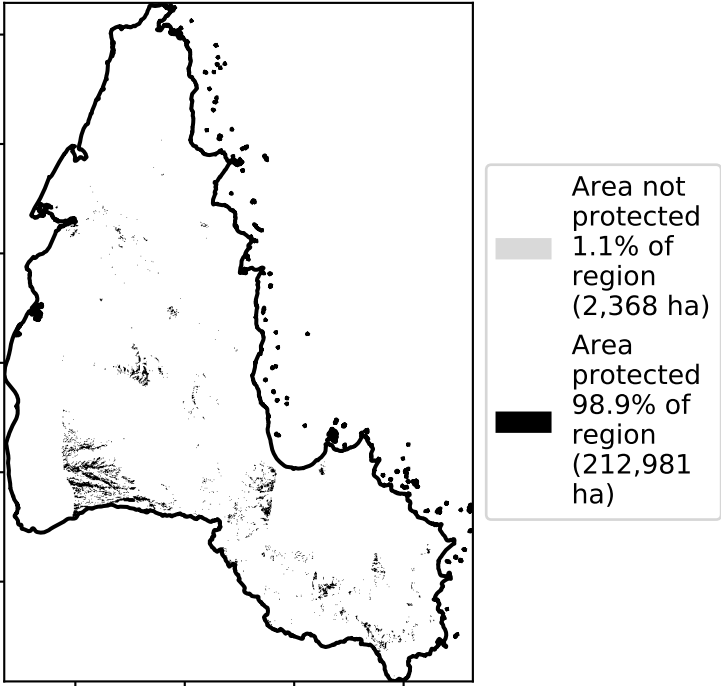 Area not
protected
1.1% of
region
(2,368 ha)
Area
protected
98.9% of
region
(212,981
ha)